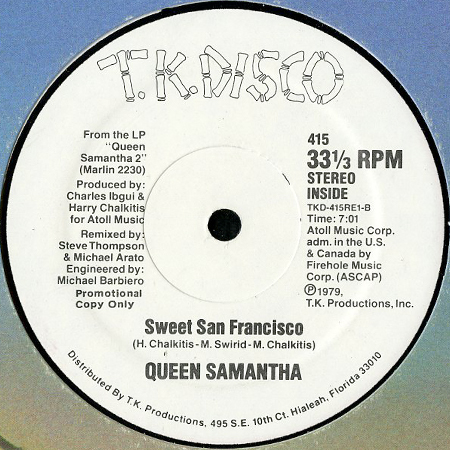 T.K. DISCO
From the LP
"Queen
Samantha 2"
(Marlin 2230)
Produced by:
Charles Ibgui &
Harry Chalkitis
for Atoll Music
Remixed by:
Steve Thompson
& Michael Arato
Engineered by:
Michael Barbiero
Promotional
Copy Only
415
33 1/3 RPM
STEREO
INSIDE
TKD-415RE1-B
Time: 7:01
Atoll Music Corp.
adm. in the U.S.
& Canada by
Firehole Music
Corp. (ASCAP)
℗1979,
T.K. Productions, Inc.
Sweet San Francisco
(H. Chalkitis - M. Swirid - M. Chalkitis)
QUEEN SAMANTHA
Distributed By T.K. Productions, 495 S.E. 10th Ct. Hialeah, Florida 33010